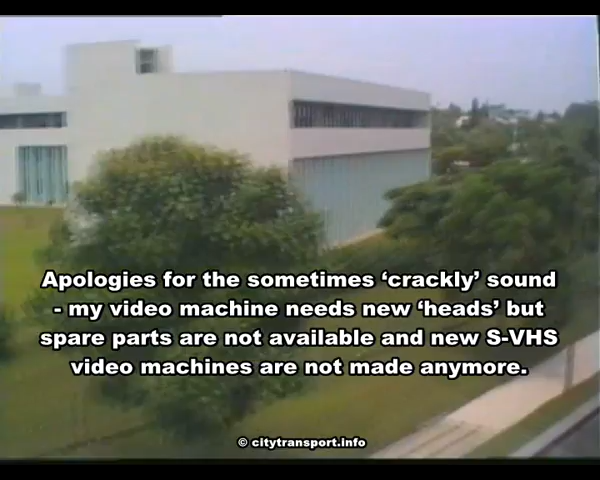 Apologies for the sometimes ‘crackly’ sound
- my video machine needs new ‘heads’ but
spare parts are not available and new S-VHS
video machines are not made anymore.
© citytransport.info